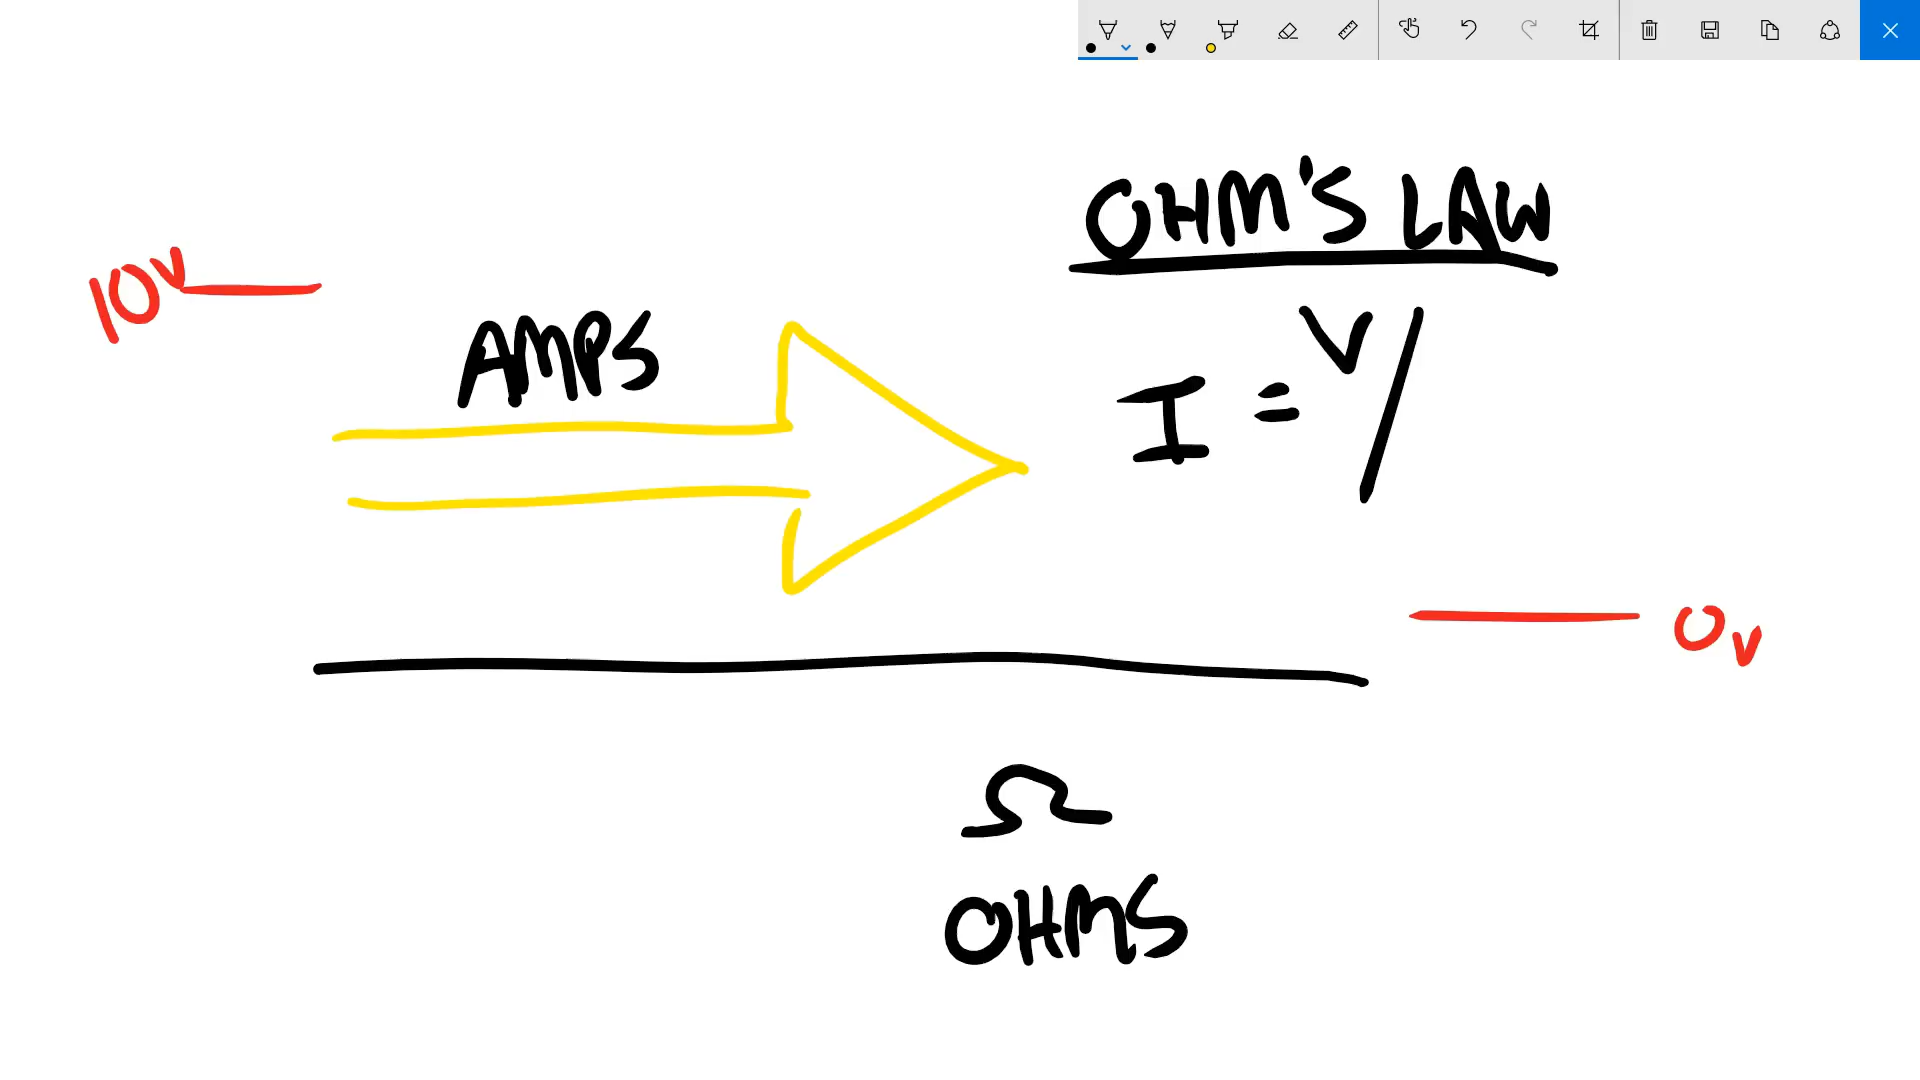 OHM'S LAW
10V
AMPS
I = V/
0V
Ω
OHMS